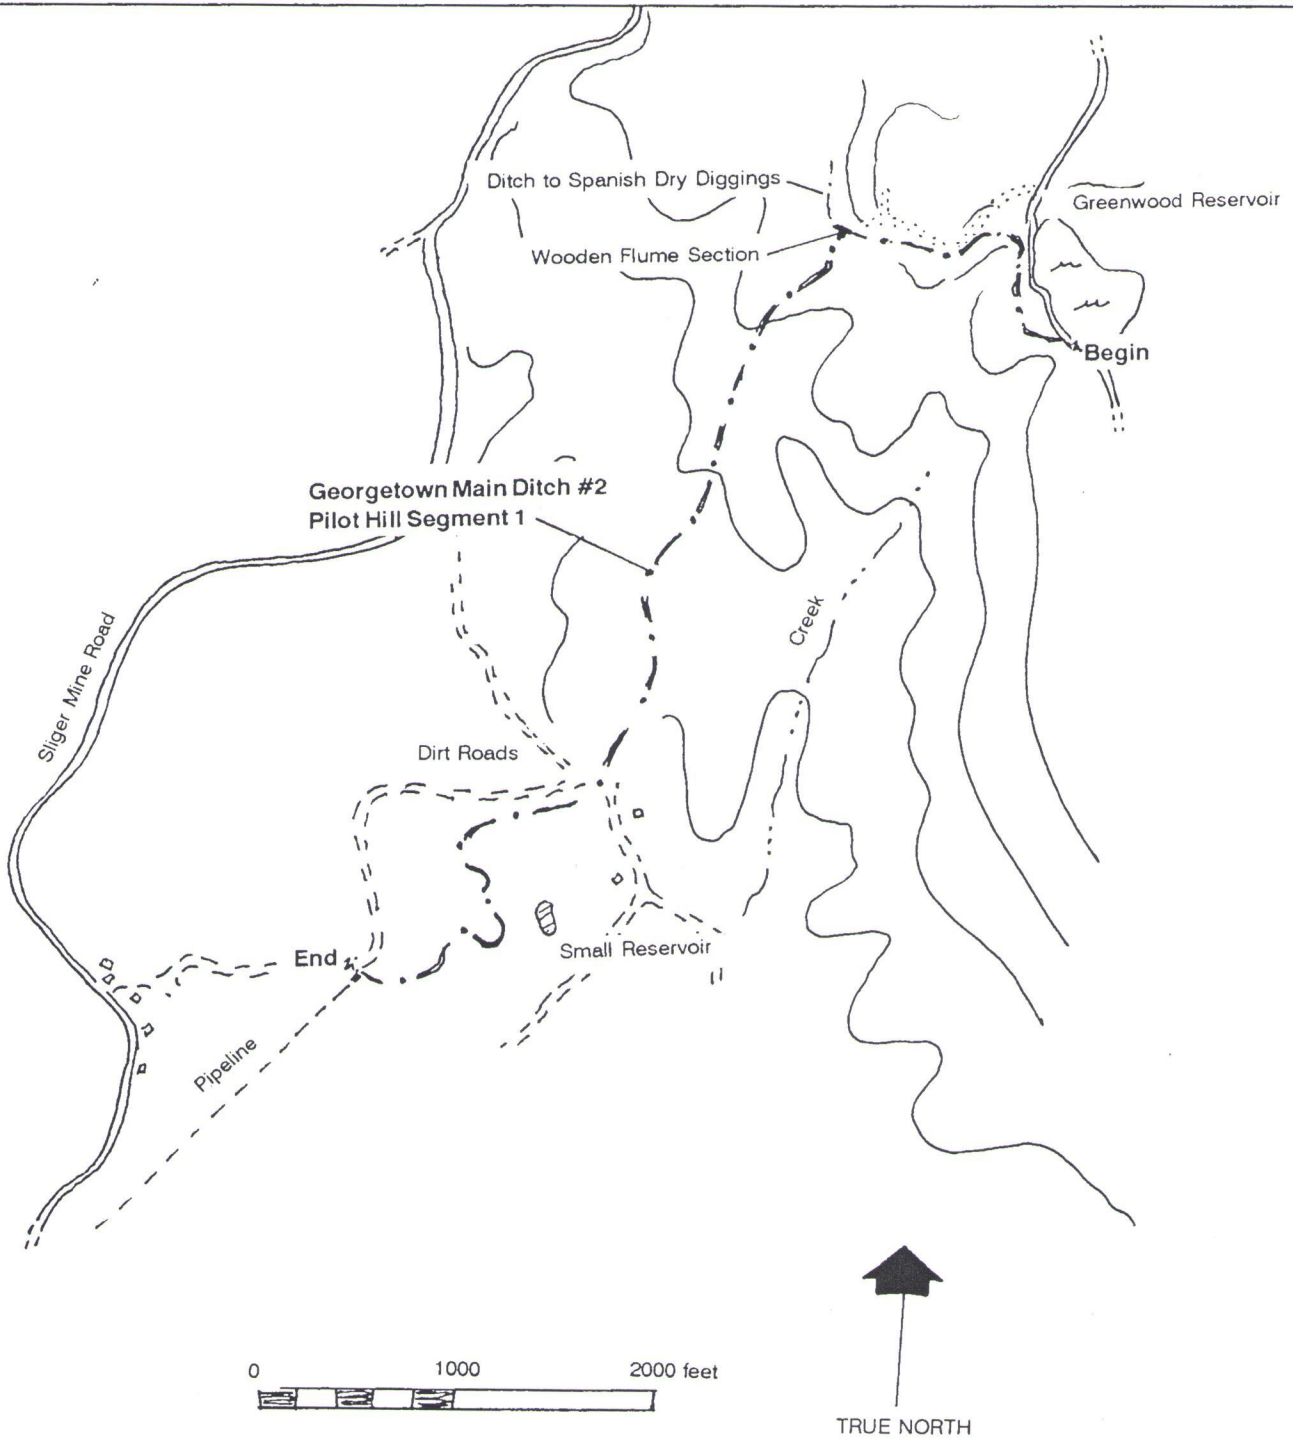 Ditch to Spanish Dry Diggings
Greenwood Reservoir
Wooden Flume Section
Begin
Georgetown Main Ditch #2
Pilot Hill Segment 1
Creek
Sliger Mine Road
Dirt Roads
Small Reservoir
End
Pipeline
0 1000 2000 feet
TRUE NORTH